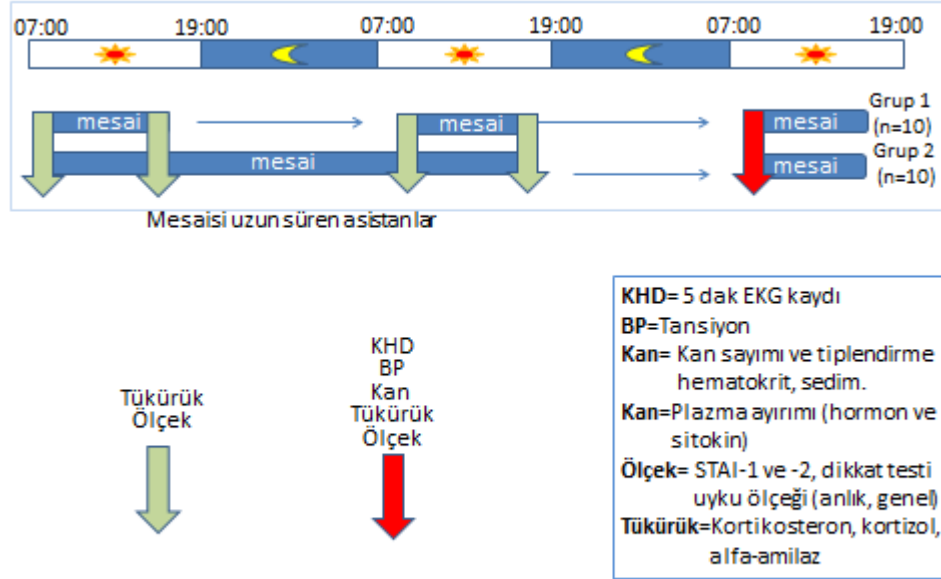 07:00 19:00 07:00 19:00 07:00 19:00
mesai mesai mesai Grup 1
(n=10)
mesai mesai Grup 2
(n=10)
Mesaisi uzun süren asistanlar
Tükürük
Ölçek
KHD
BP
Kan
Tükürük
Ölçek
KHD= 5 dak EKG kaydı
BP=Tansiyon
Kan= Kan sayımı ve tiplendirme
hematokrit, sedim.
Kan=Plazma ayırımı (hormon ve
sitokin)
Ölçek= STAI-1 ve -2, dikkat testi
uyku ölçeği (anlık, genel)
Tükürük=Kortikosteron, kortizol,
alfa-amilaz